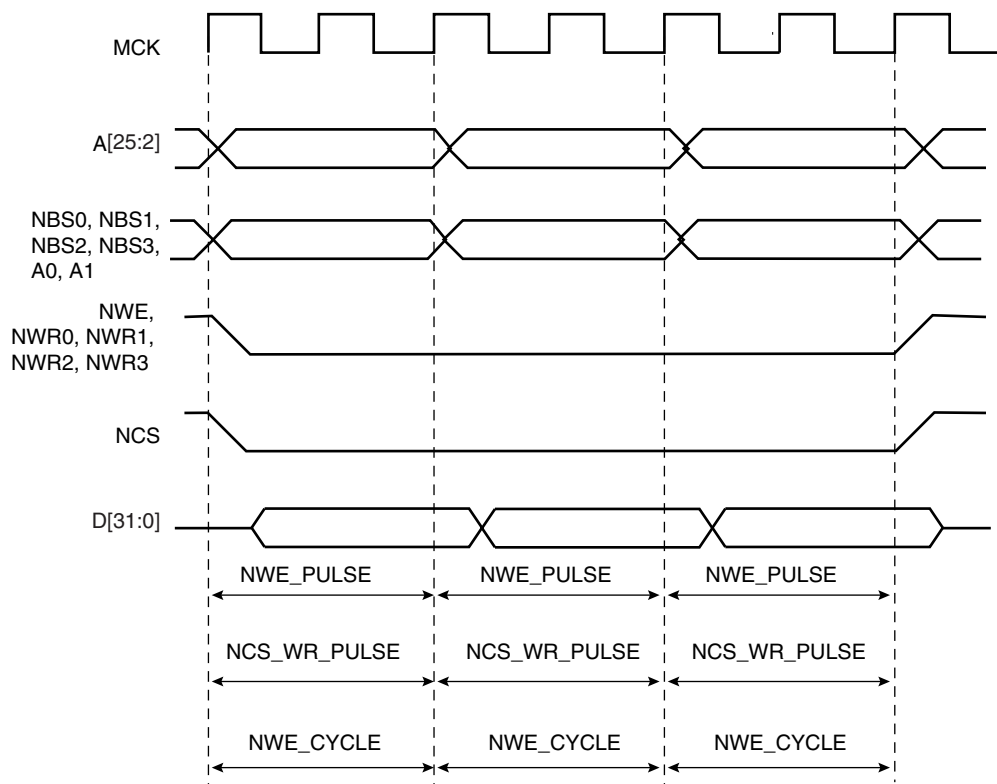 MCK
A[25:2]
NBS0, NBS1,
NBS2, NBS3,
A0, A1
NWE,
NWR0, NWR1,
NWR2, NWR3
NCS
D[31:0]
NWE_PULSE NWE_PULSE NWE_PULSE
NCS_WR_PULSE NCS_WR_PULSE NCS_WR_PULSE
NWE_CYCLE NWE_CYCLE NWE_CYCLE